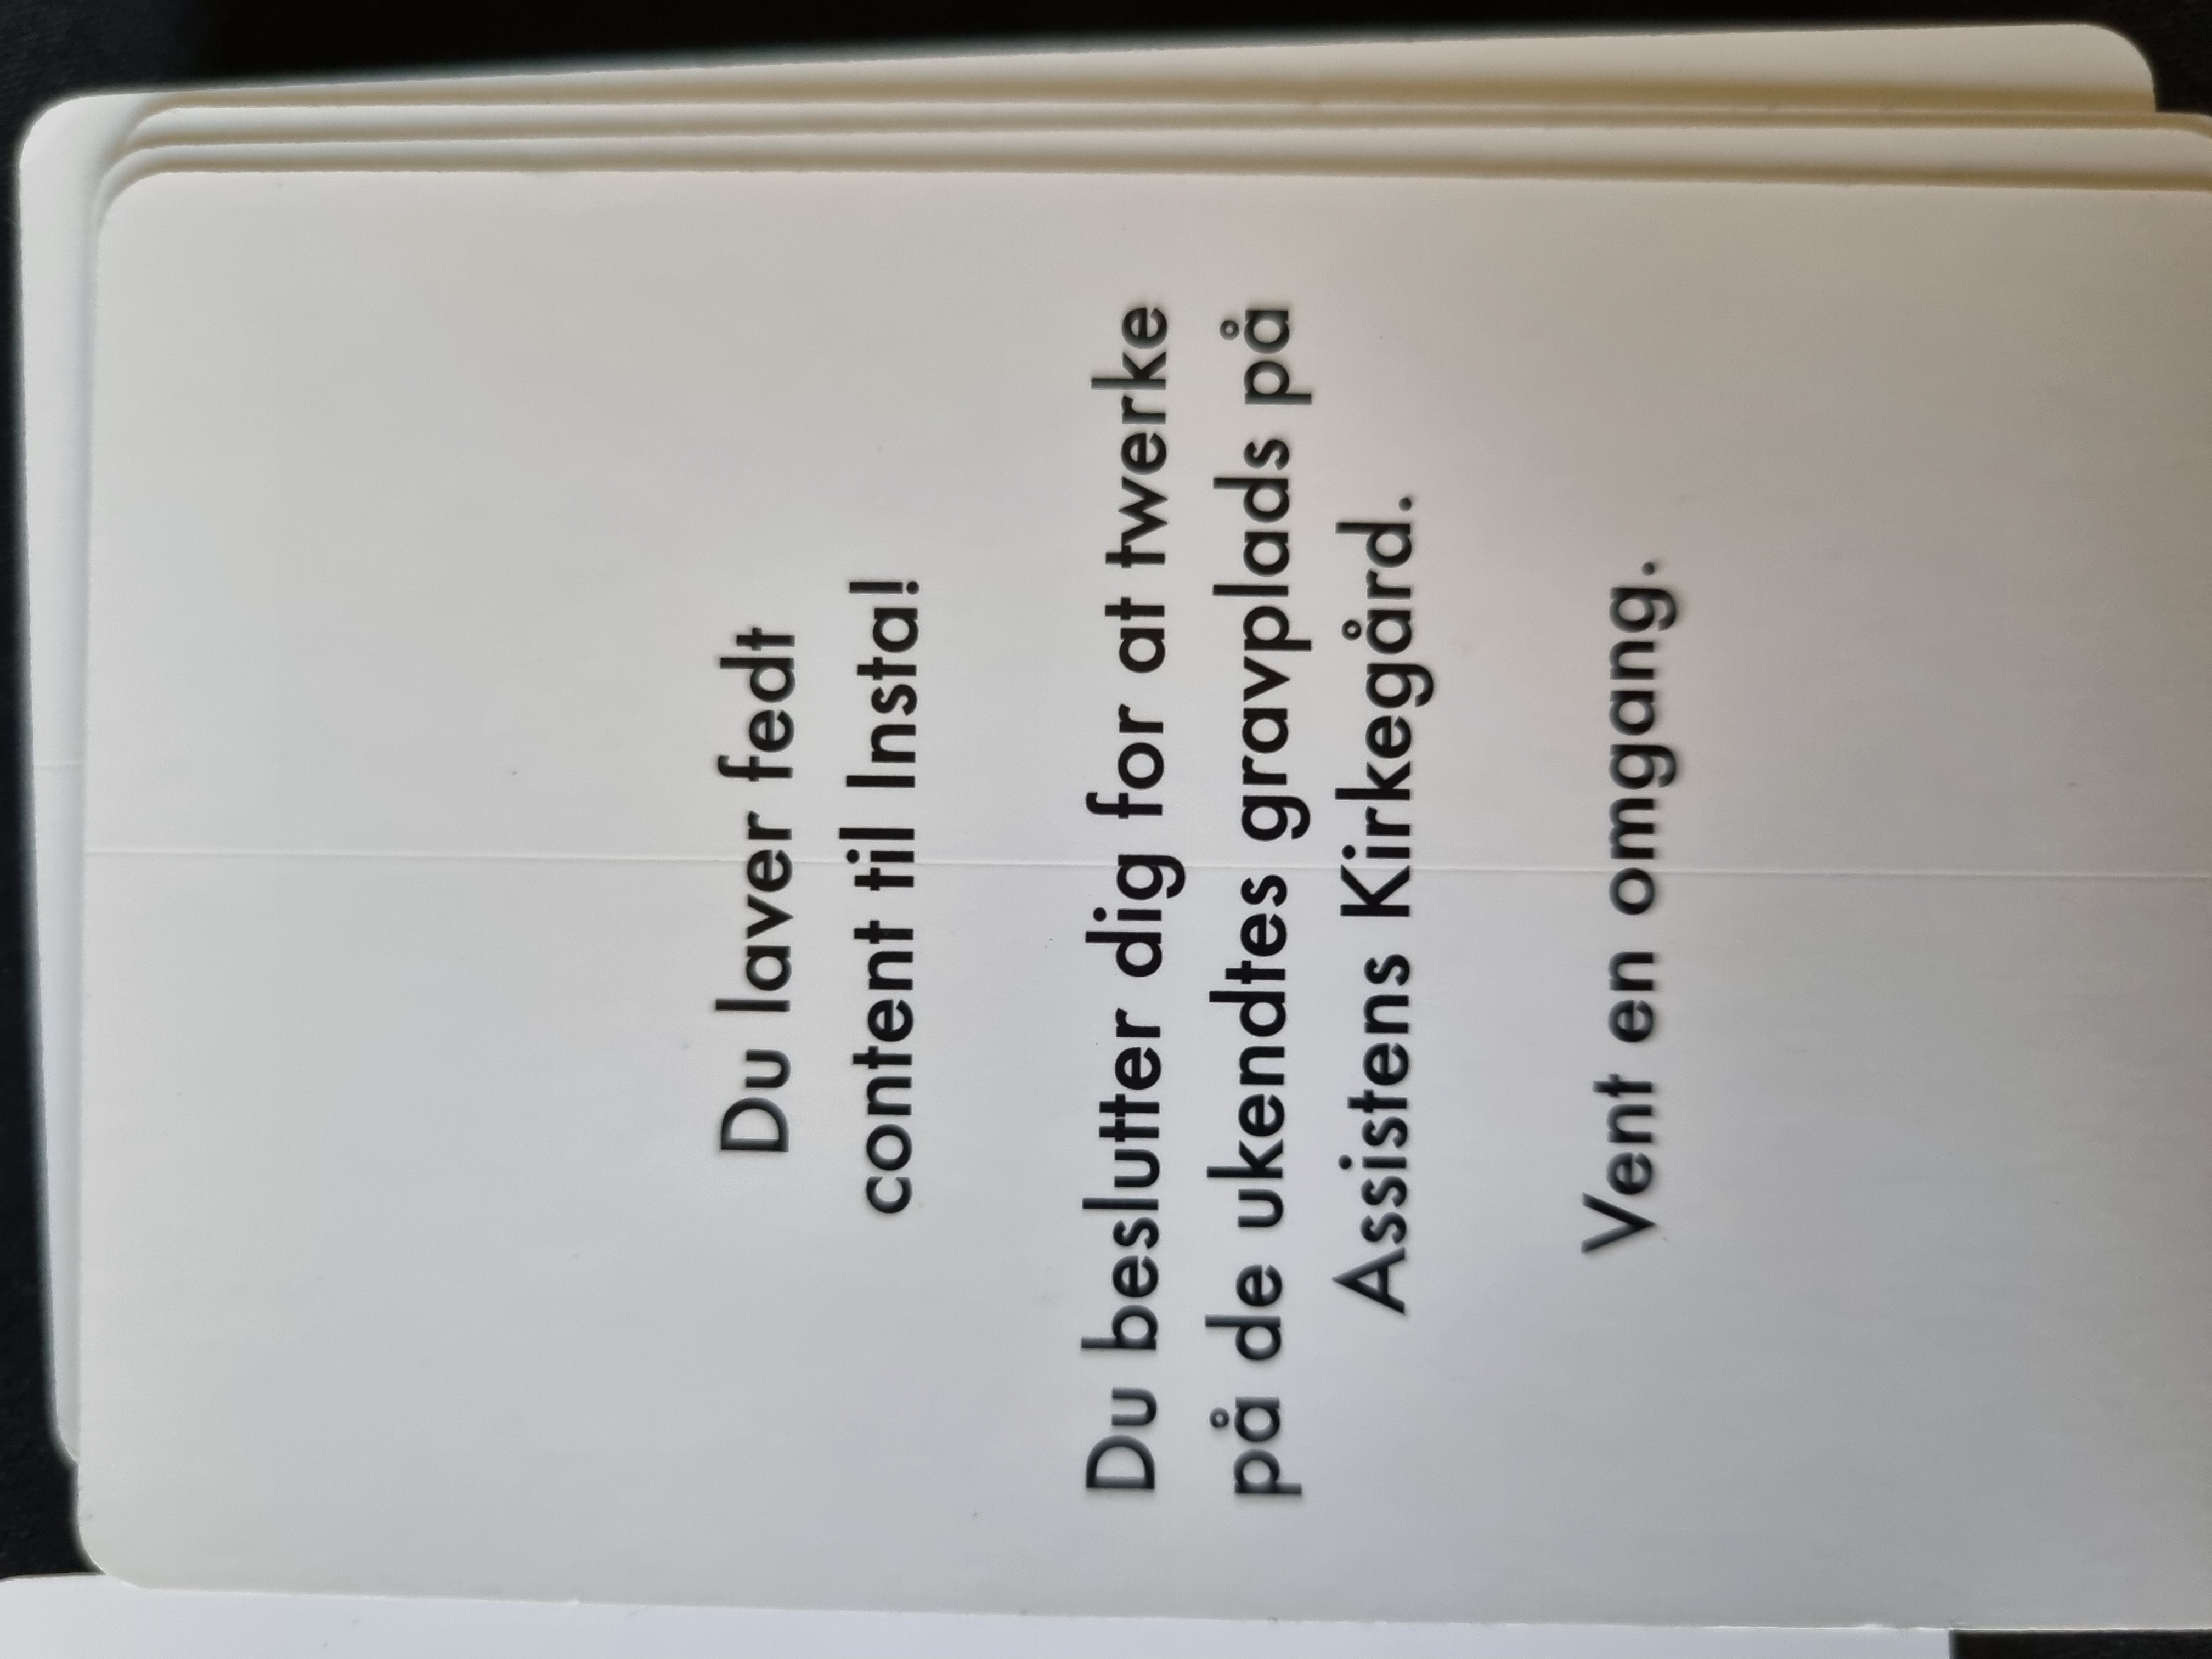 Du laver fedt
content til Insta!
Du beslutter dig for at twerke
på de ukendtes gravplads på
Assistens Kirkegård.
Vent en omgang.